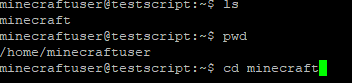 minecraftuser@testscript:~$ ls
minecraft
minecraftuser@testscript:~$ pwd
/home/minecraftuser
minecraftuser@testscript:~$ cd minecraft